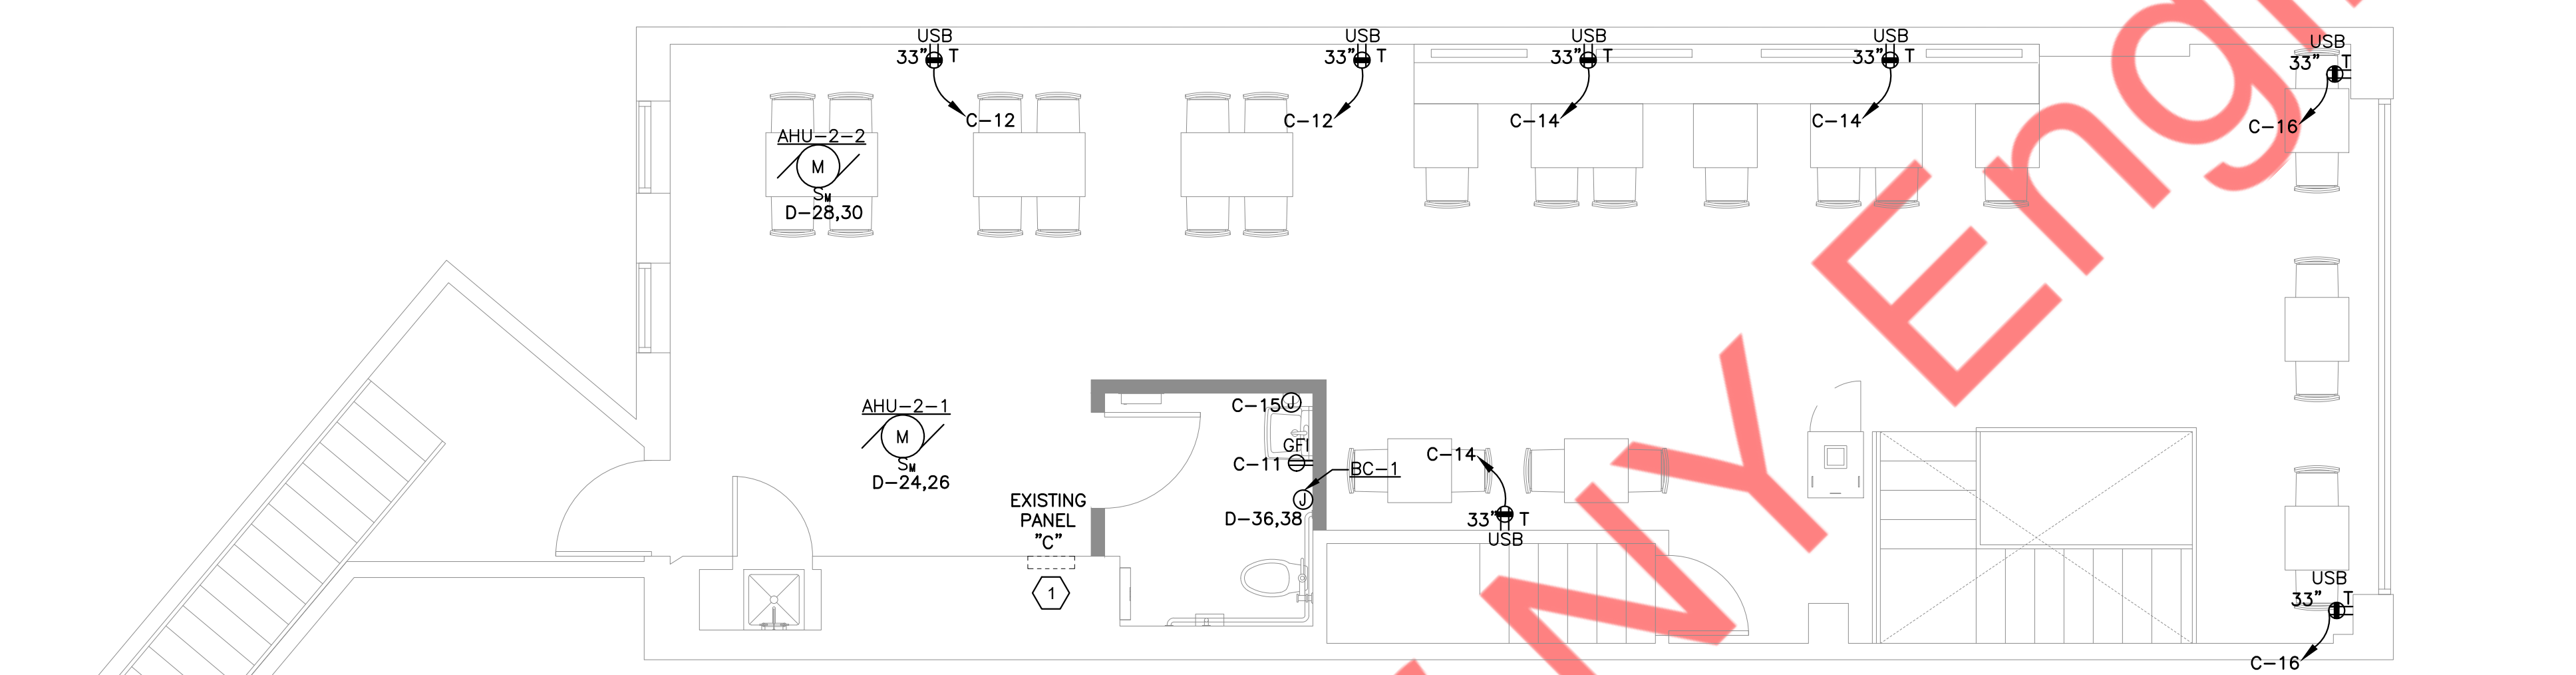 USB
33" T
C-12
USB
33" T
C-12
USB
33" T
C-14
USB
33" T
C-14
USB
33" T
C-16
AHU-2-2
M
SM
D-28,30
AHU-2-1
M
SM
D-24,26
EXISTING
PANEL
"C"
1
C-15 J
GFI
C-11
BC-1
J
D-36,38
C-14
33" T
USB
USB
33" T
C-16
NY Engi